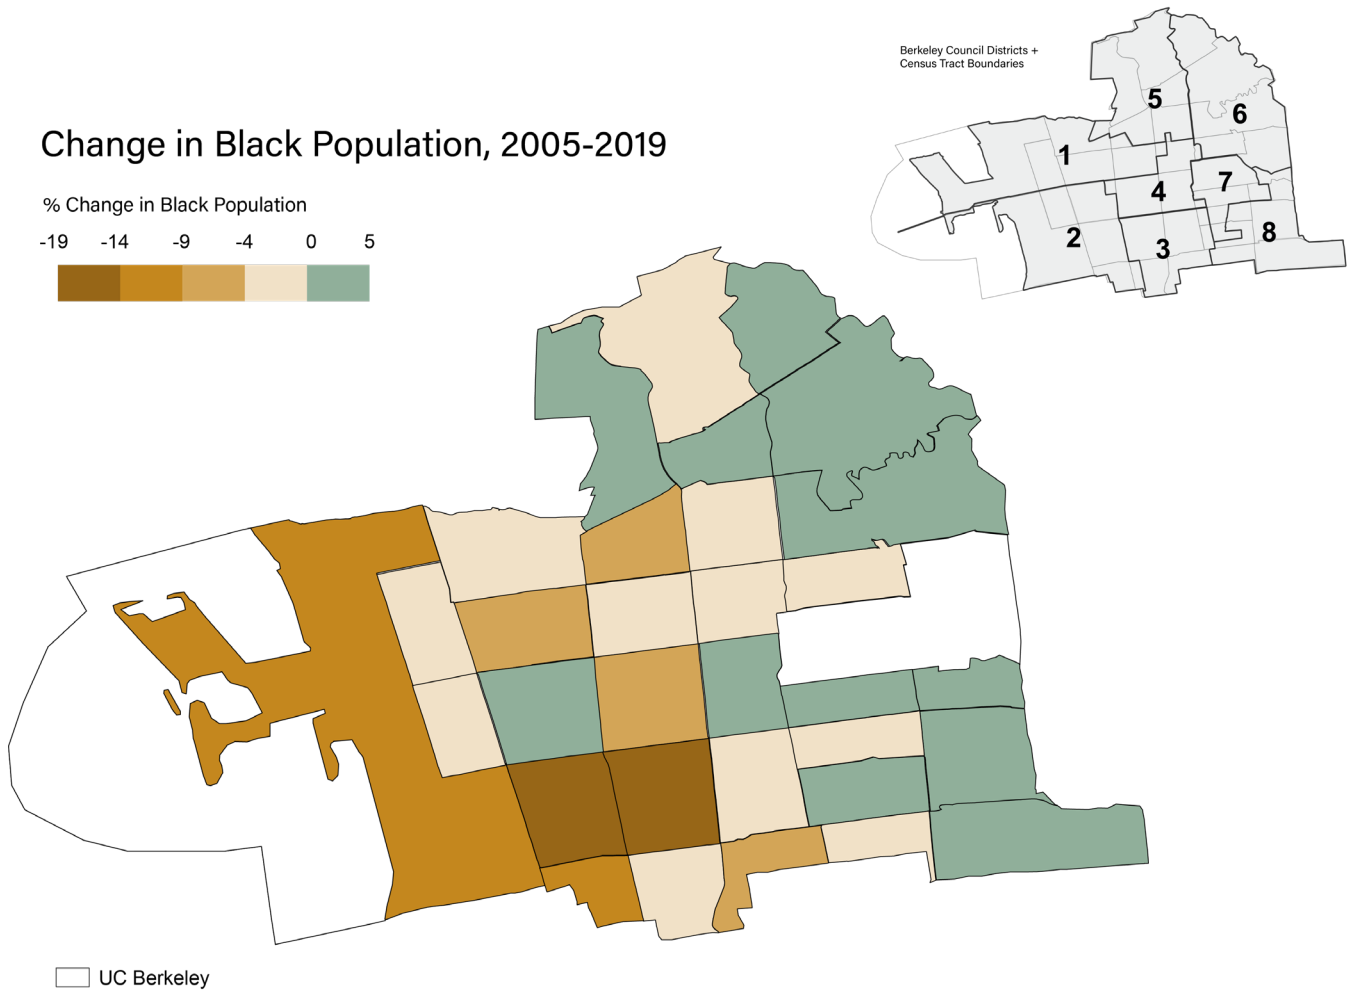 Berkeley Council Districts +
Census Tract Boundaries
5
6
1
7
4
2
3
8
Change in Black Population, 2005-2019
% Change in Black Population
-19 -14 -9 -4 0 5
UC Berkeley